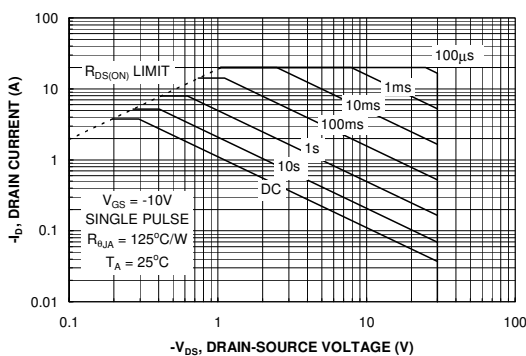 100
10
1
0.1
0.01
0.1
1
10
100
-I_D, DRAIN CURRENT (A)
-V_DS, DRAIN-SOURCE VOLTAGE (V)
R_DS(ON) LIMIT
100µs
1ms
10ms
100ms
1s
10s
DC
V_GS = -10V
SINGLE PULSE
R_θJA = 125°C/W
T_A = 25°C